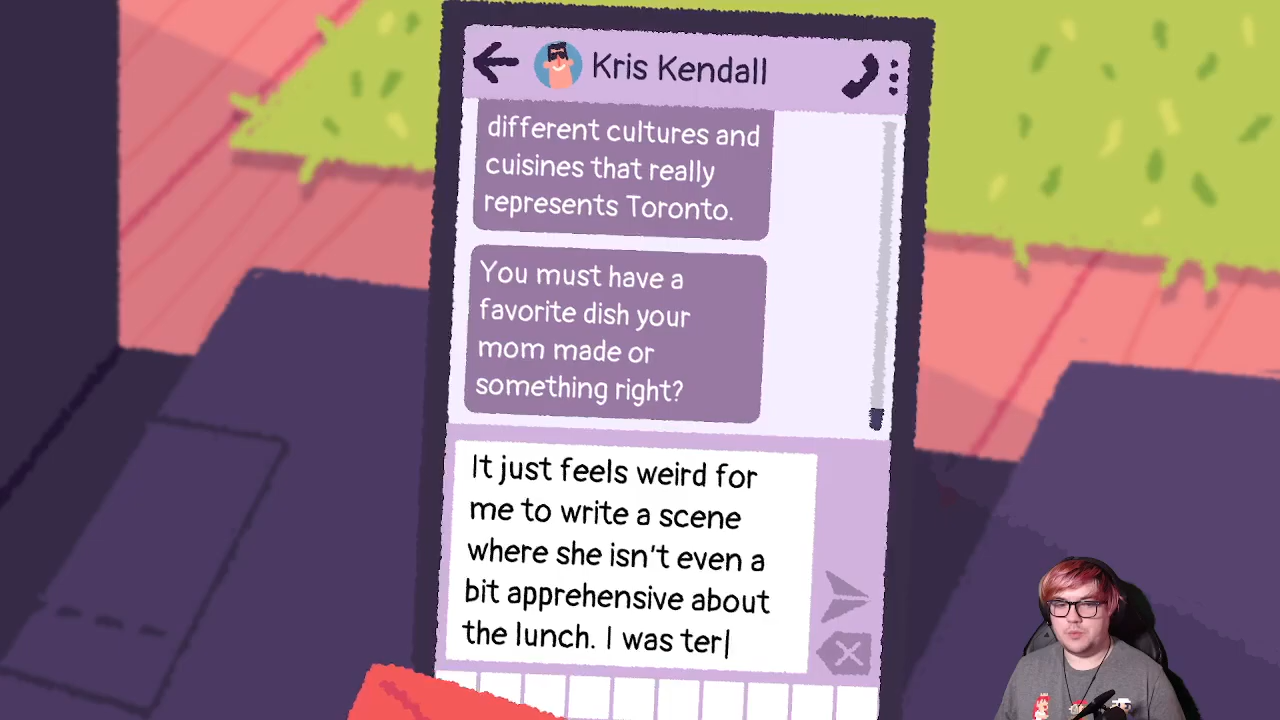 Kris Kendall
different cultures and
cuisines that really
represents Toronto.
You must have a
favorite dish your
mom made or
something right?
It just feels weird for
me to write a scene
where she isn't even a
bit apprehensive about
the lunch. I was ter